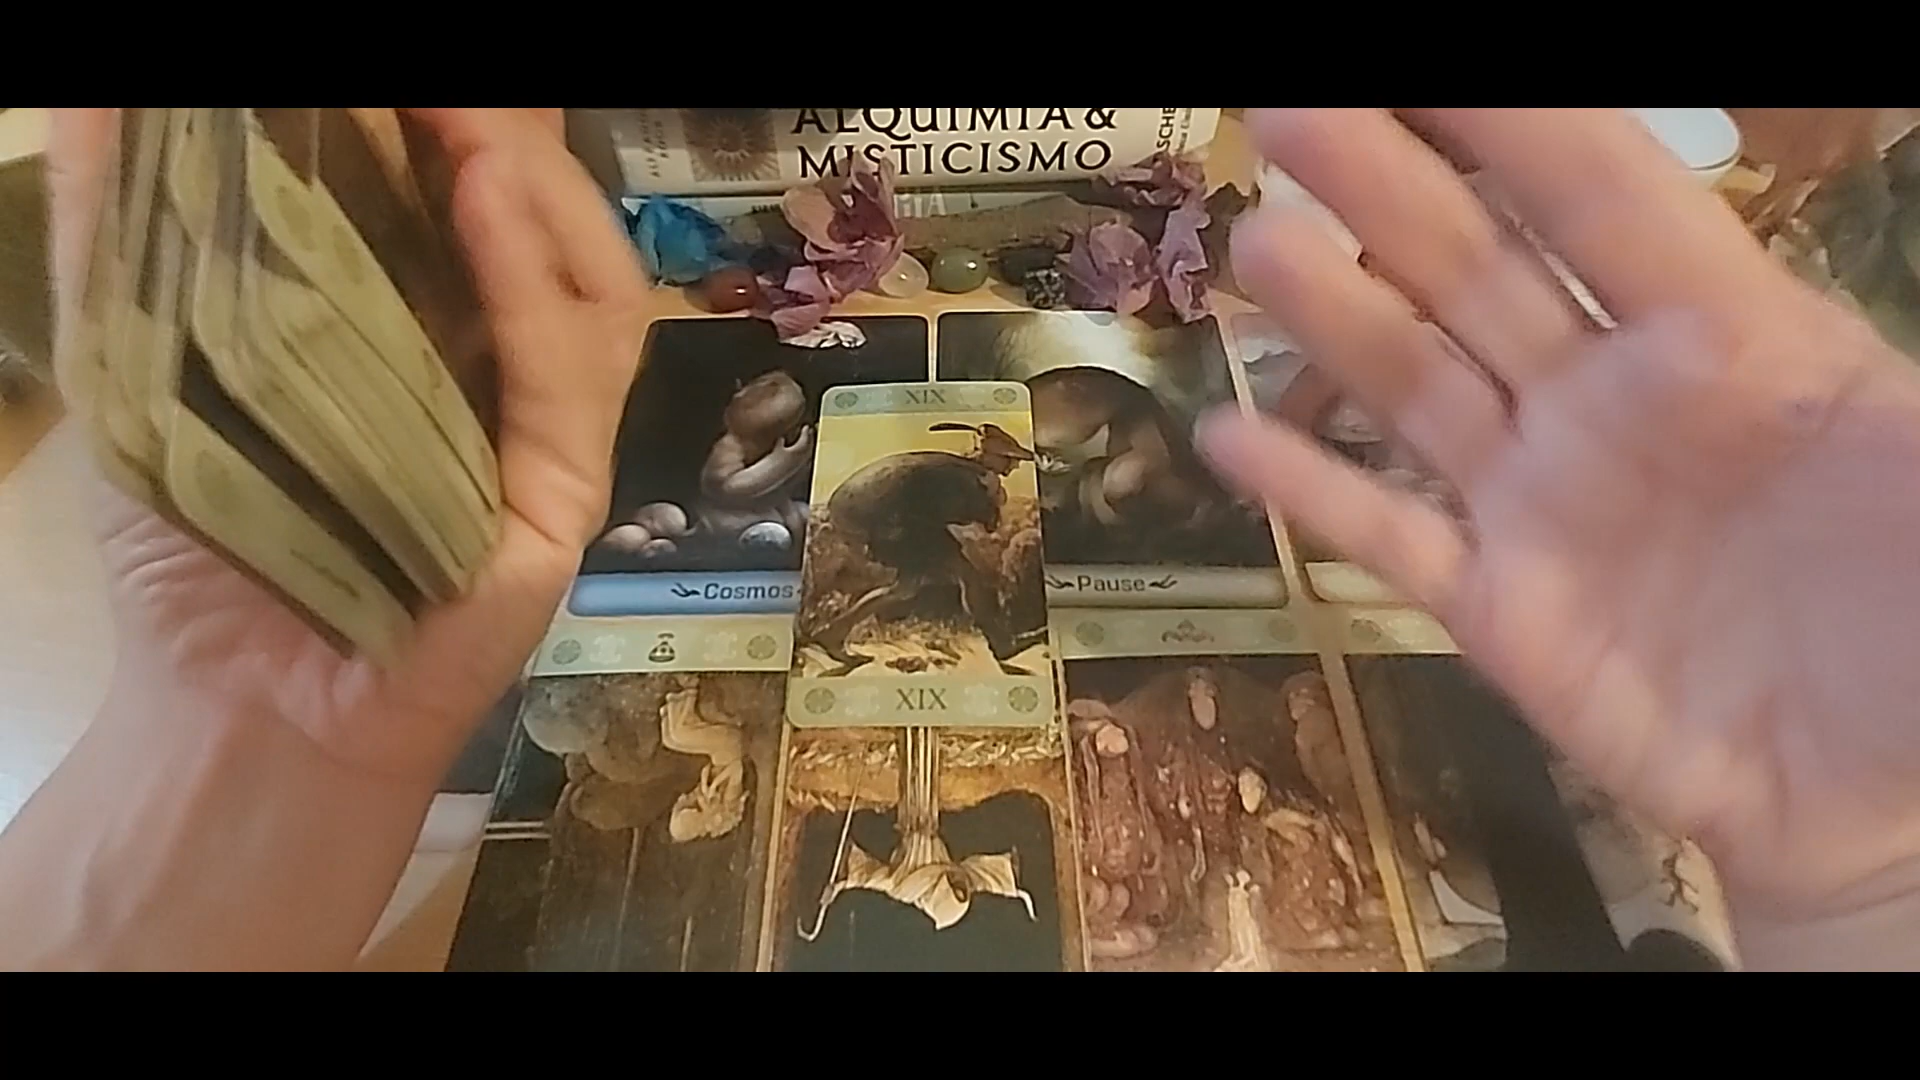 ALQUIMIA &
MISTICISMO
XIX
Cosmos
Pause
XIX